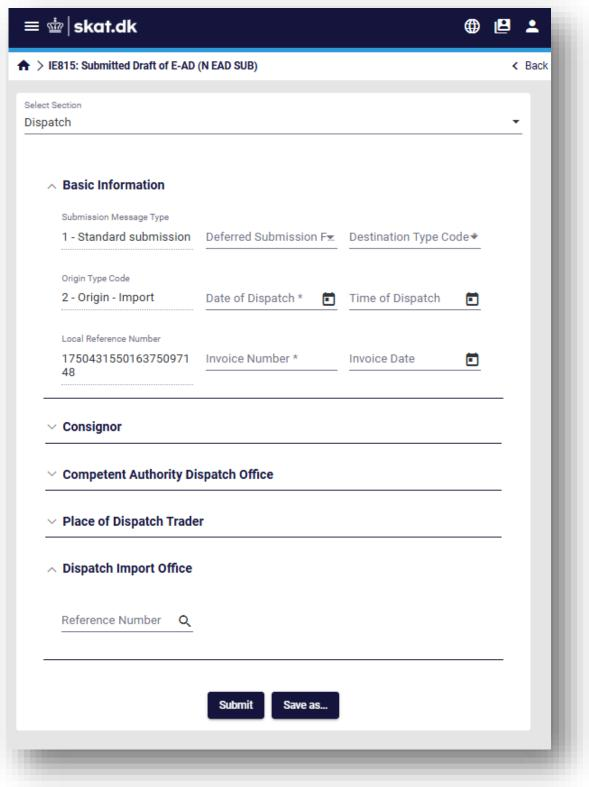 skat.dk
> IE815: Submitted Draft of E-AD (N EAD SUB) < Back
Select Section
Dispatch
Basic Information
Submission Message Type
1 - Standard submission Deferred Submission F Destination Type Code
Origin Type Code
2 - Origin - Import Date of Dispatch * Time of Dispatch
Local Reference Number
1750431550163750971 Invoice Number * Invoice Date
48
Consignor
Competent Authority Dispatch Office
Place of Dispatch Trader
Dispatch Import Office
Reference Number
Submit Save as...